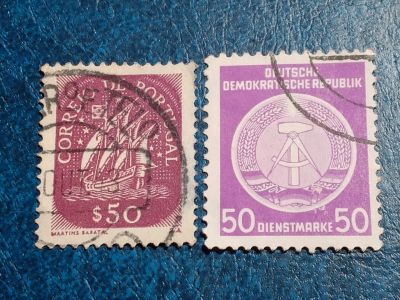 CORREIO DE PORTUGAL
$50
MARTINS BARATA
DEUTSCHE
DEMOKRATISCHE REPUBLIK
50 DIENSTMARKE 50